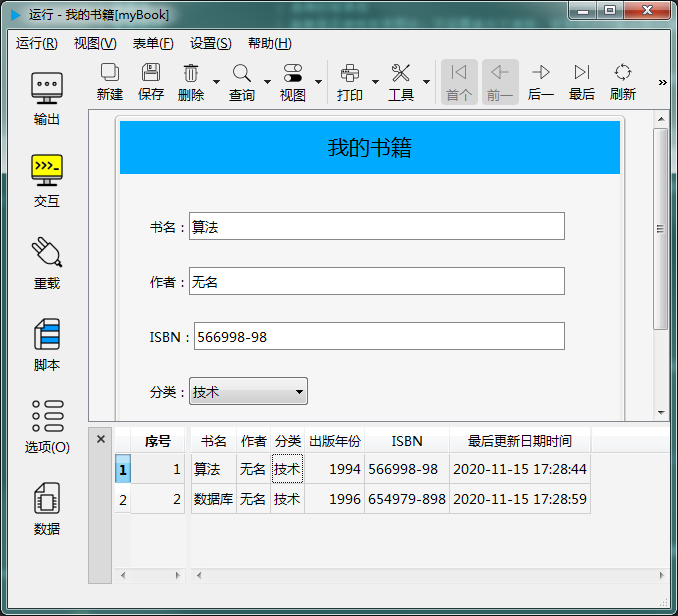 运行 - 我的书籍[myBook]
运行(R) 视图(V) 表单(F) 设置(S) 帮助(H)
新建 保存 删除 查询 视图 打印 工具 首个 前一 后一 最后 刷新
输出
交互
重载
脚本
选项(O)
数据
我的书籍
书名： 算法
作者： 无名
ISBN： 566998-98
分类： 技术
序号 书名 作者 分类 出版年份 ISBN 最后更新日期时间
1 1 算法 无名 技术 1994 566998-98 2020-11-15 17:28:44
2 2 数据库 无名 技术 1996 654979-898 2020-11-15 17:28:59